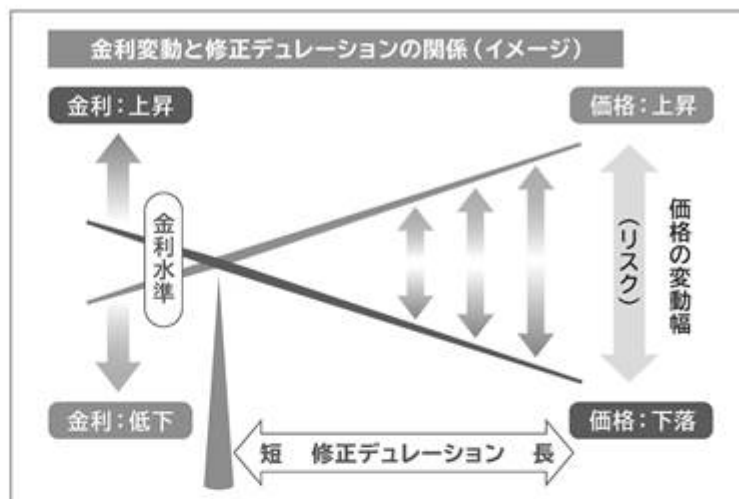 金利変動と修正デュレーションの関係（イメージ）
金利：上昇
価格：上昇
金利水準
価格の変動幅
（リスク）
金利：低下
価格：下落
短 修正デュレーション 長